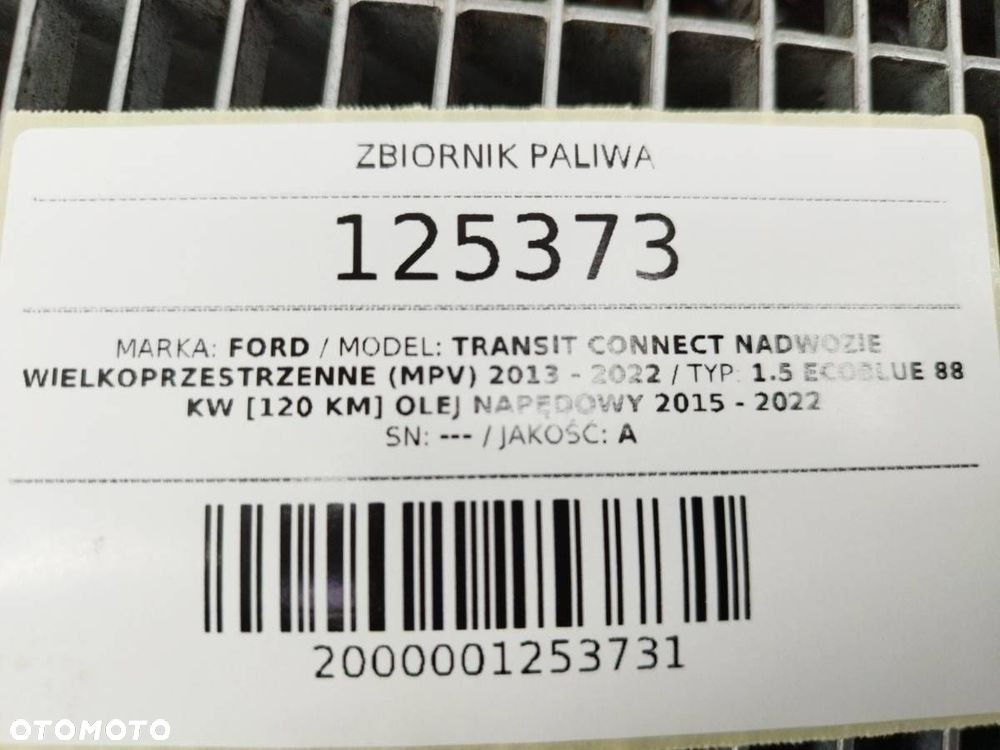 ZBIORNIK PALIWA
125373
MARKA: FORD / MODEL: TRANSIT CONNECT NADWOZIE
WIELKOPRZESTRZENNE (MPV) 2013 - 2022 / TYP: 1.5 ECOBLUE 88
KW [120 KM] OLEJ NAPĘDOWY 2015 - 2022
SN: --- / JAKOŚĆ: A
2000001253731
OTOMOTO